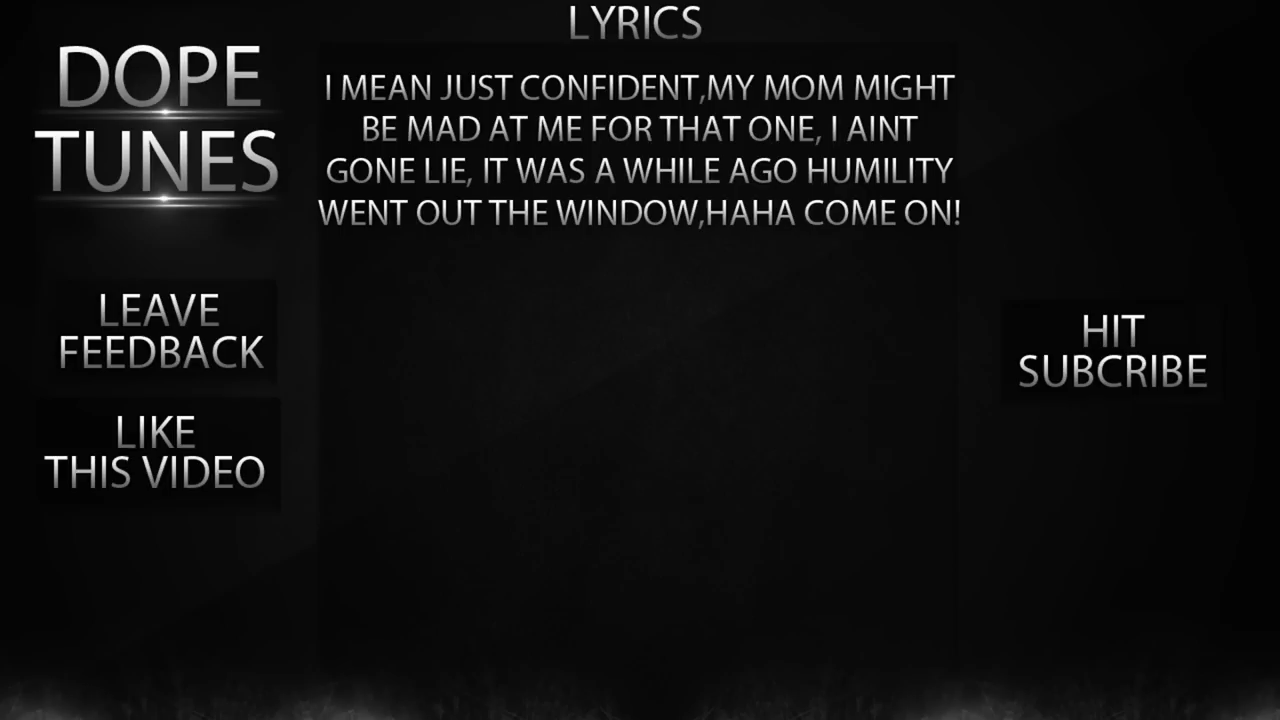 LYRICS
DOPE
TUNES
I MEAN JUST CONFIDENT,MY MOM MIGHT
BE MAD AT ME FOR THAT ONE, I AINT
GONE LIE, IT WAS A WHILE AGO HUMILITY
WENT OUT THE WINDOW,HAHA COME ON!
LEAVE
FEEDBACK
LIKE
THIS VIDEO
HIT
SUBCRIBE